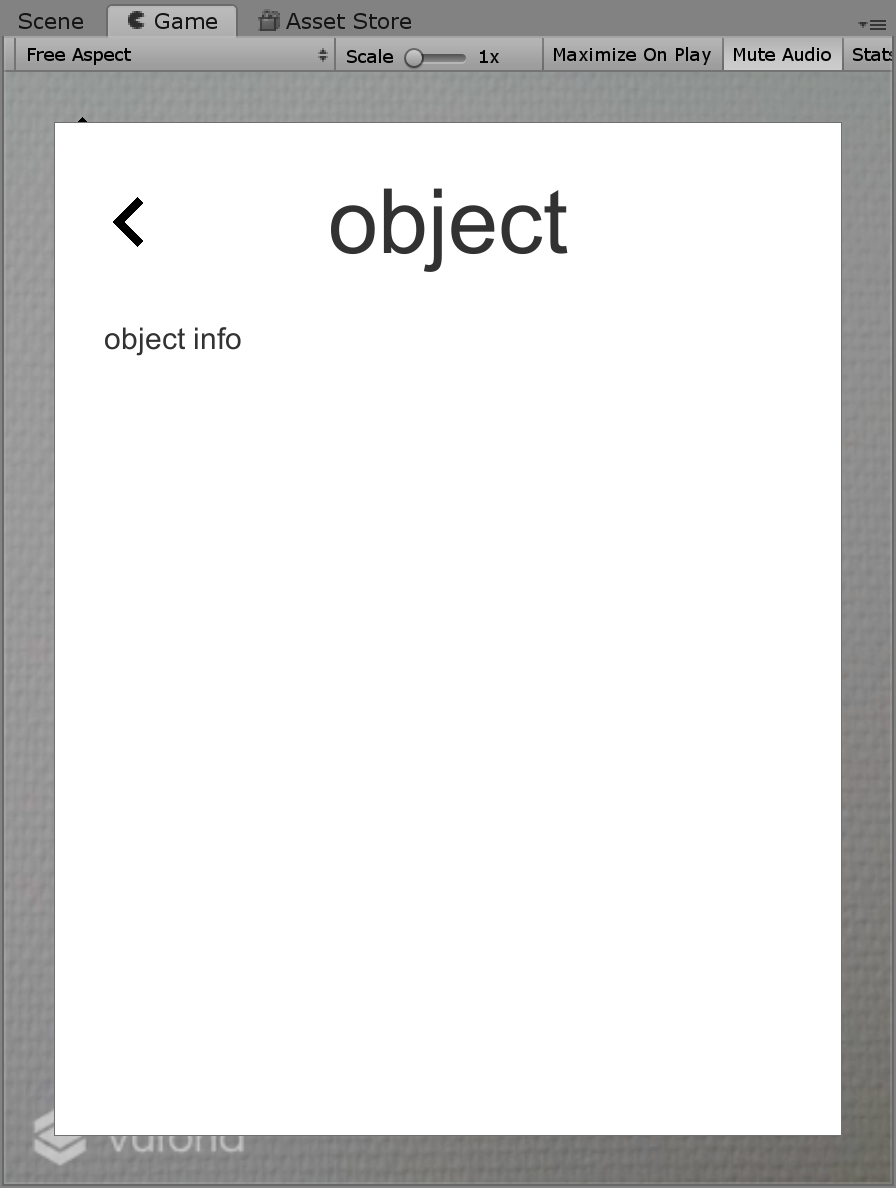 Scene Game Asset Store
Free Aspect Scale 1x Maximize On Play Mute Audio Stats
object
object info
vuforia